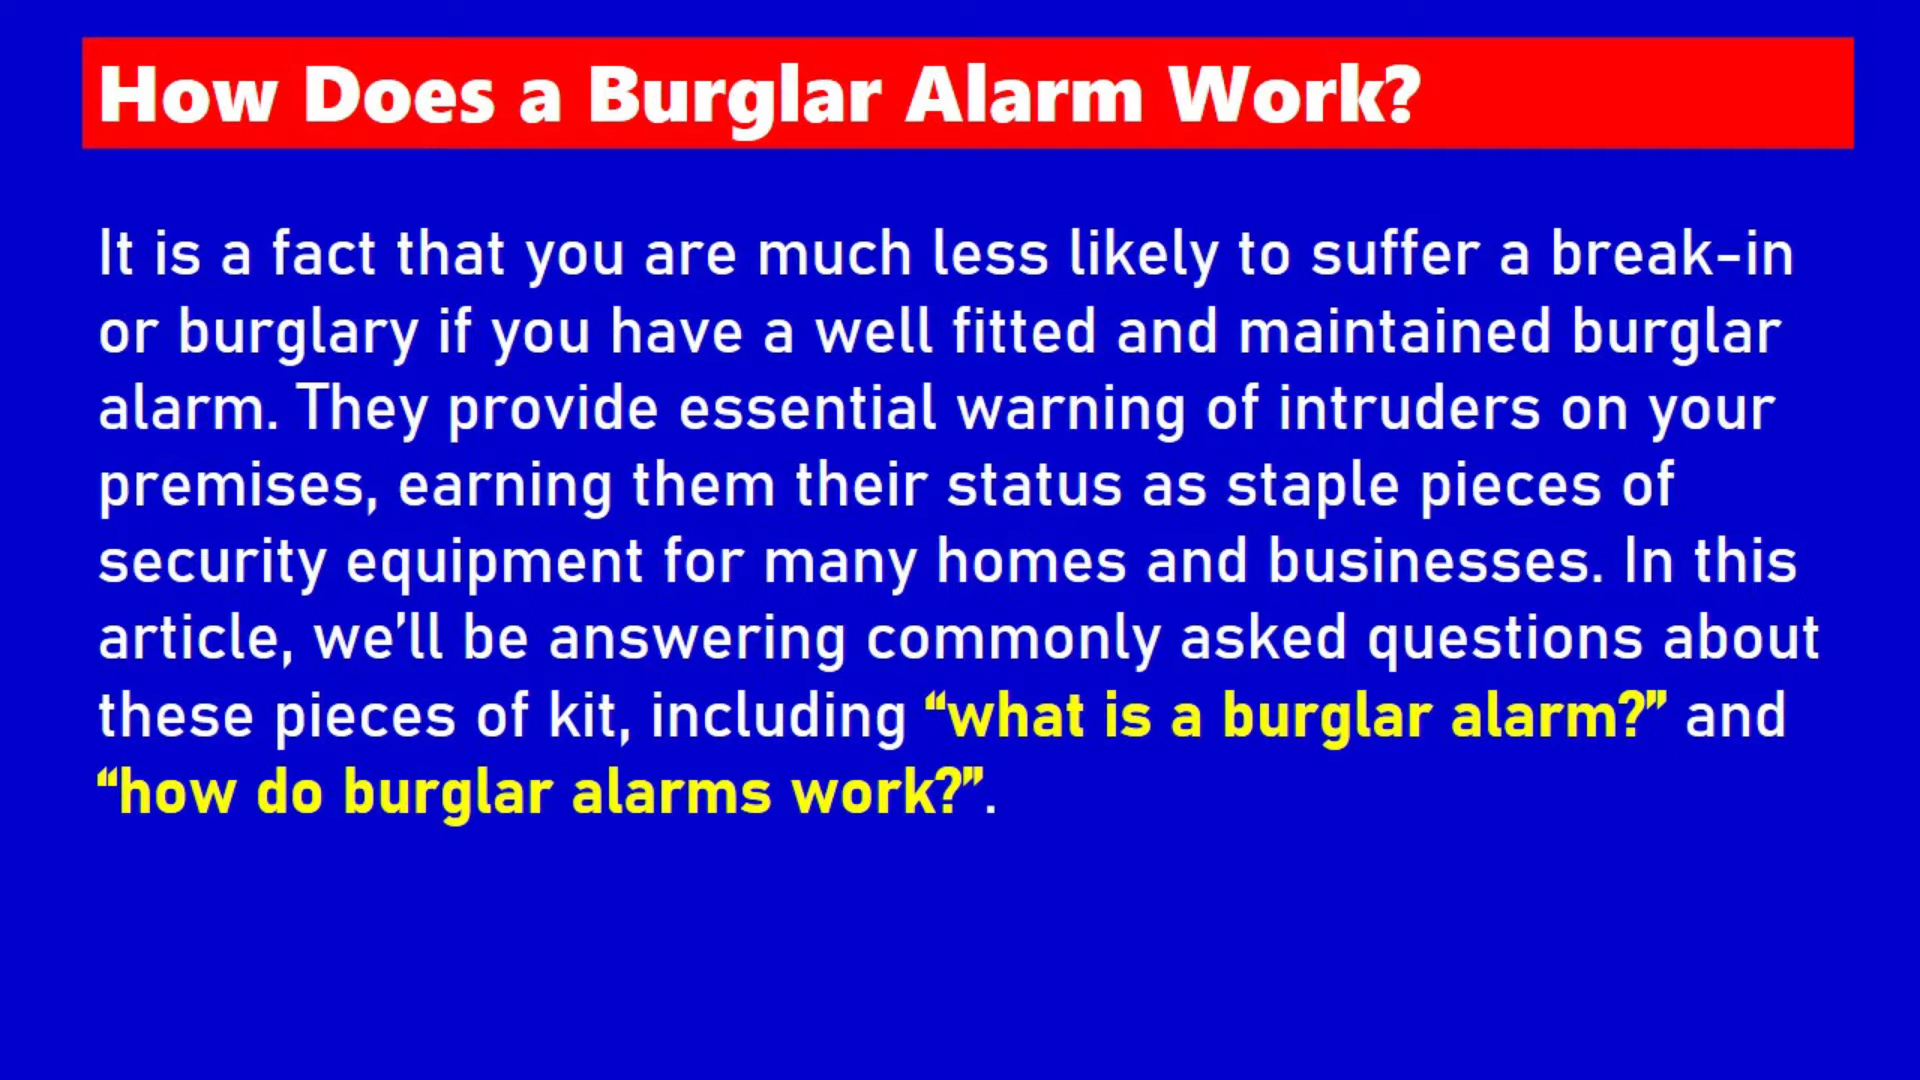 How Does a Burglar Alarm Work?
It is a fact that you are much less likely to suffer a break-in
or burglary if you have a well fitted and maintained burglar
alarm. They provide essential warning of intruders on your
premises, earning them their status as staple pieces of
security equipment for many homes and businesses. In this
article, we’ll be answering commonly asked questions about
these pieces of kit, including “what is a burglar alarm?” and
“how do burglar alarms work?”.